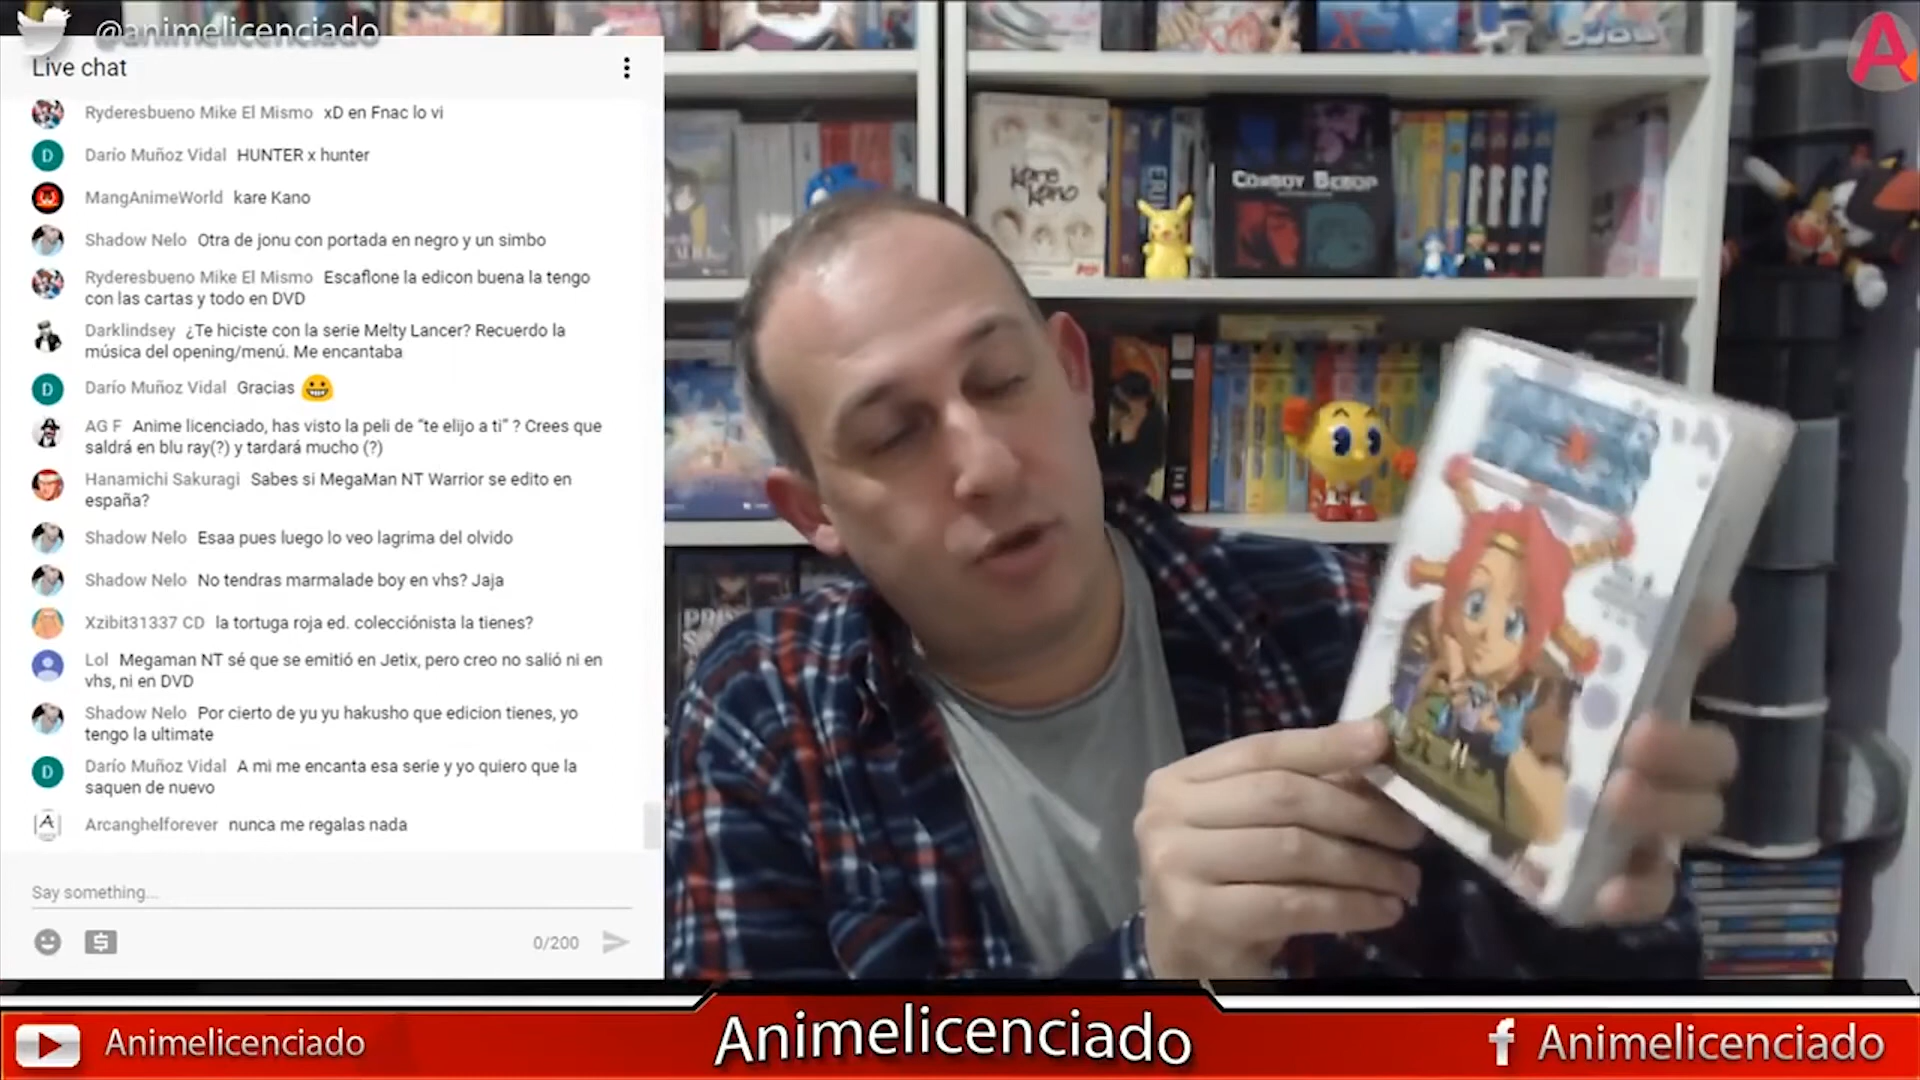 @animelicenciado
Live chat
Ryderesbueno Mike El Mismo xD en Fnac lo vi
D Darío Muñoz Vidal HUNTER x hunter
MangAnimeWorld kare Kano
Shadow Nelo Otra de jonu con portada en negro y un simbo
Ryderesbueno Mike El Mismo Escaflone la edicon buena la tengo
con las cartas y todo en DVD
Darklindsey ¿Te hiciste con la serie Melty Lancer? Recuerdo la
música del opening/menú. Me encantaba
D Darío Muñoz Vidal Gracias 😀
AG F Anime licenciado, has visto la peli de "te elijo a ti" ? Crees que
saldrá en blu ray(?) y tardará mucho (?)
Hanamichi Sakuragi Sabes si MegaMan NT Warrior se edito en
españa?
Shadow Nelo Esaa pues luego lo veo lagrima del olvido
Shadow Nelo No tendras marmalade boy en vhs? Jaja
Xzibit31337 CD la tortuga roja ed. colecciónista la tienes?
Lol Megaman NT sé que se emitió en Jetix, pero creo no salió ni en
vhs, ni en DVD
Shadow Nelo Por cierto de yu yu hakusho que edicion tienes, yo
tengo la ultimate
D Darío Muñoz Vidal A mi me encanta esa serie y yo quiero que la
saquen de nuevo
A Arcanghelforever nunca me regalas nada
Say something...
$ 0/200
A
Kare
Kano
COWBOY BEBOP
Animelicenciado
Animelicenciado
f Animelicenciado